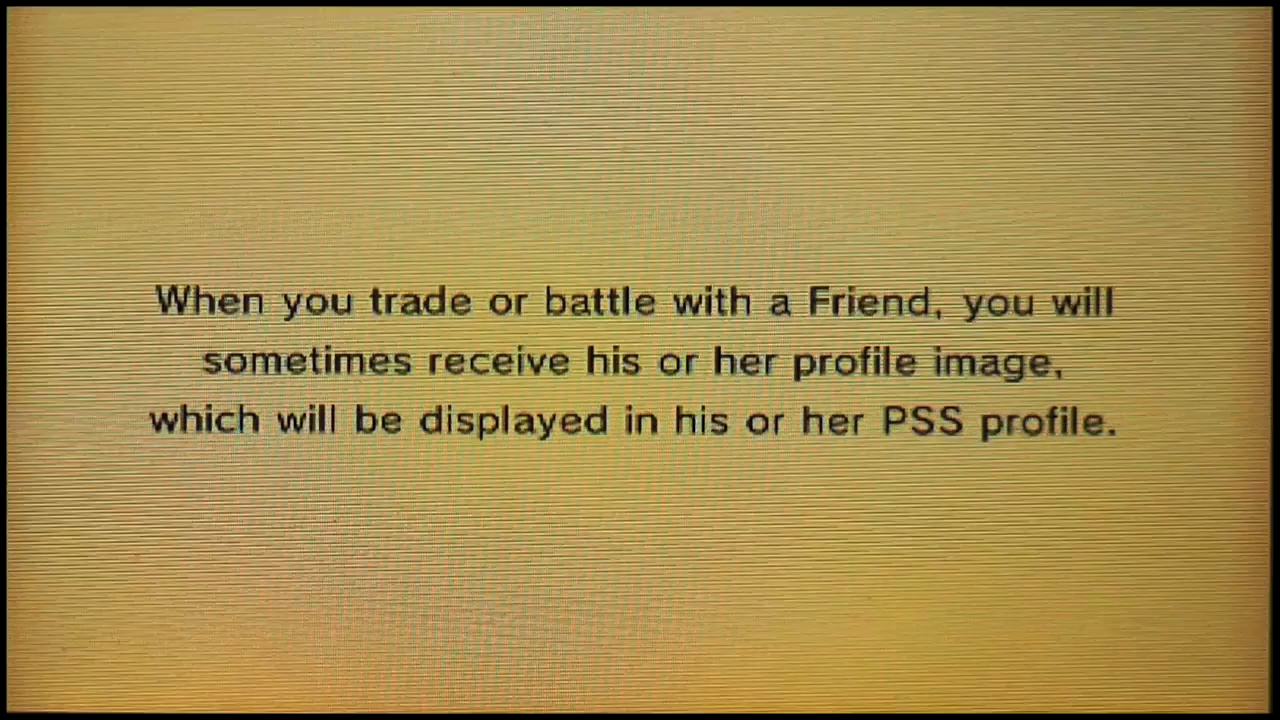 When you trade or battle with a Friend, you will
sometimes receive his or her profile image,
which will be displayed in his or her PSS profile.